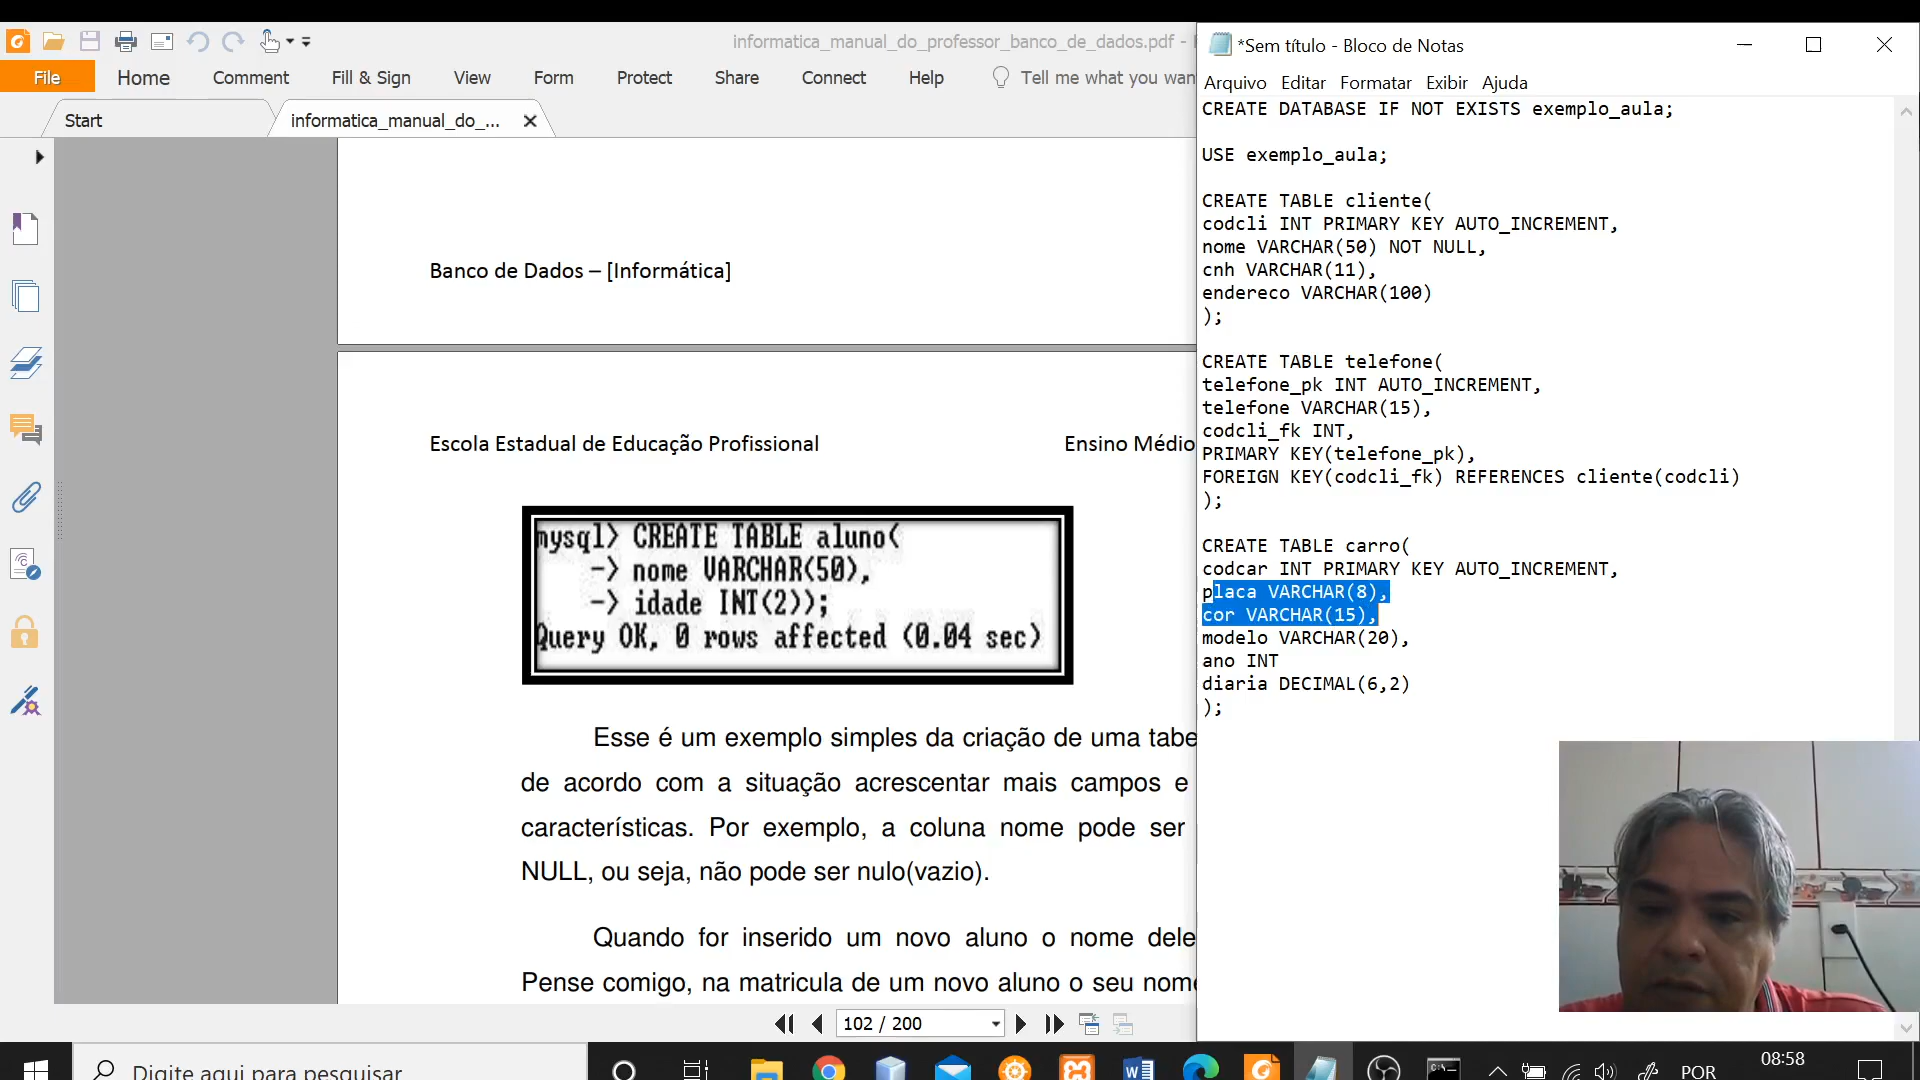 informatica_manual_do_professor_banco_de_dados.pdf -
File
Home
Comment
Fill & Sign
View
Form
Protect
Share
Connect
Help
Tell me what you wan
Start
informatica_manual_do_...
Banco de Dados – [Informática]
Escola Estadual de Educação Profissional
Ensino Médio
mysql> CREATE TABLE aluno(
-> nome VARCHAR(50),
-> idade INT(2));
Query OK, 0 rows affected (0.04 sec)
Esse é um exemplo simples da criação de uma tabe
de acordo com a situação acrescentar mais campos e
características. Por exemplo, a coluna nome pode ser
NULL, ou seja, não pode ser nulo(vazio).
Quando for inserido um novo aluno o nome dele
Pense comigo, na matricula de um novo aluno o seu nome
102 / 200
*Sem título - Bloco de Notas
Arquivo
Editar
Formatar
Exibir
Ajuda
CREATE DATABASE IF NOT EXISTS exemplo_aula;
USE exemplo_aula;
CREATE TABLE cliente(
codcli INT PRIMARY KEY AUTO_INCREMENT,
nome VARCHAR(50) NOT NULL,
cnh VARCHAR(11),
endereco VARCHAR(100)
);
CREATE TABLE telefone(
telefone_pk INT AUTO_INCREMENT,
telefone VARCHAR(15),
codcli_fk INT,
PRIMARY KEY(telefone_pk),
FOREIGN KEY(codcli_fk) REFERENCES cliente(codcli)
);
CREATE TABLE carro(
codcar INT PRIMARY KEY AUTO_INCREMENT,
placa VARCHAR(8),
cor VARCHAR(15),
modelo VARCHAR(20),
ano INT
diaria DECIMAL(6,2)
);
Digite aqui para pesquisar
POR
08:58